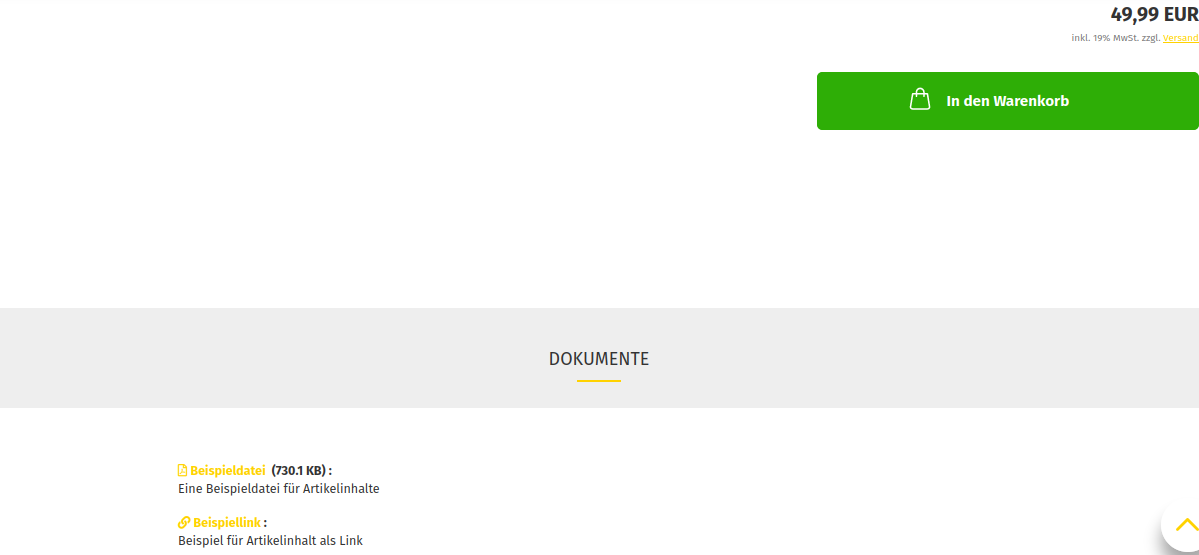 49,99 EUR
inkl. 19% MwSt. zzgl. Versand
In den Warenkorb
DOKUMENTE
Beispieldatei (730.1 KB) :
Eine Beispieldatei für Artikelinhalte
Beispiellink :
Beispiel für Artikelinhalt als Link